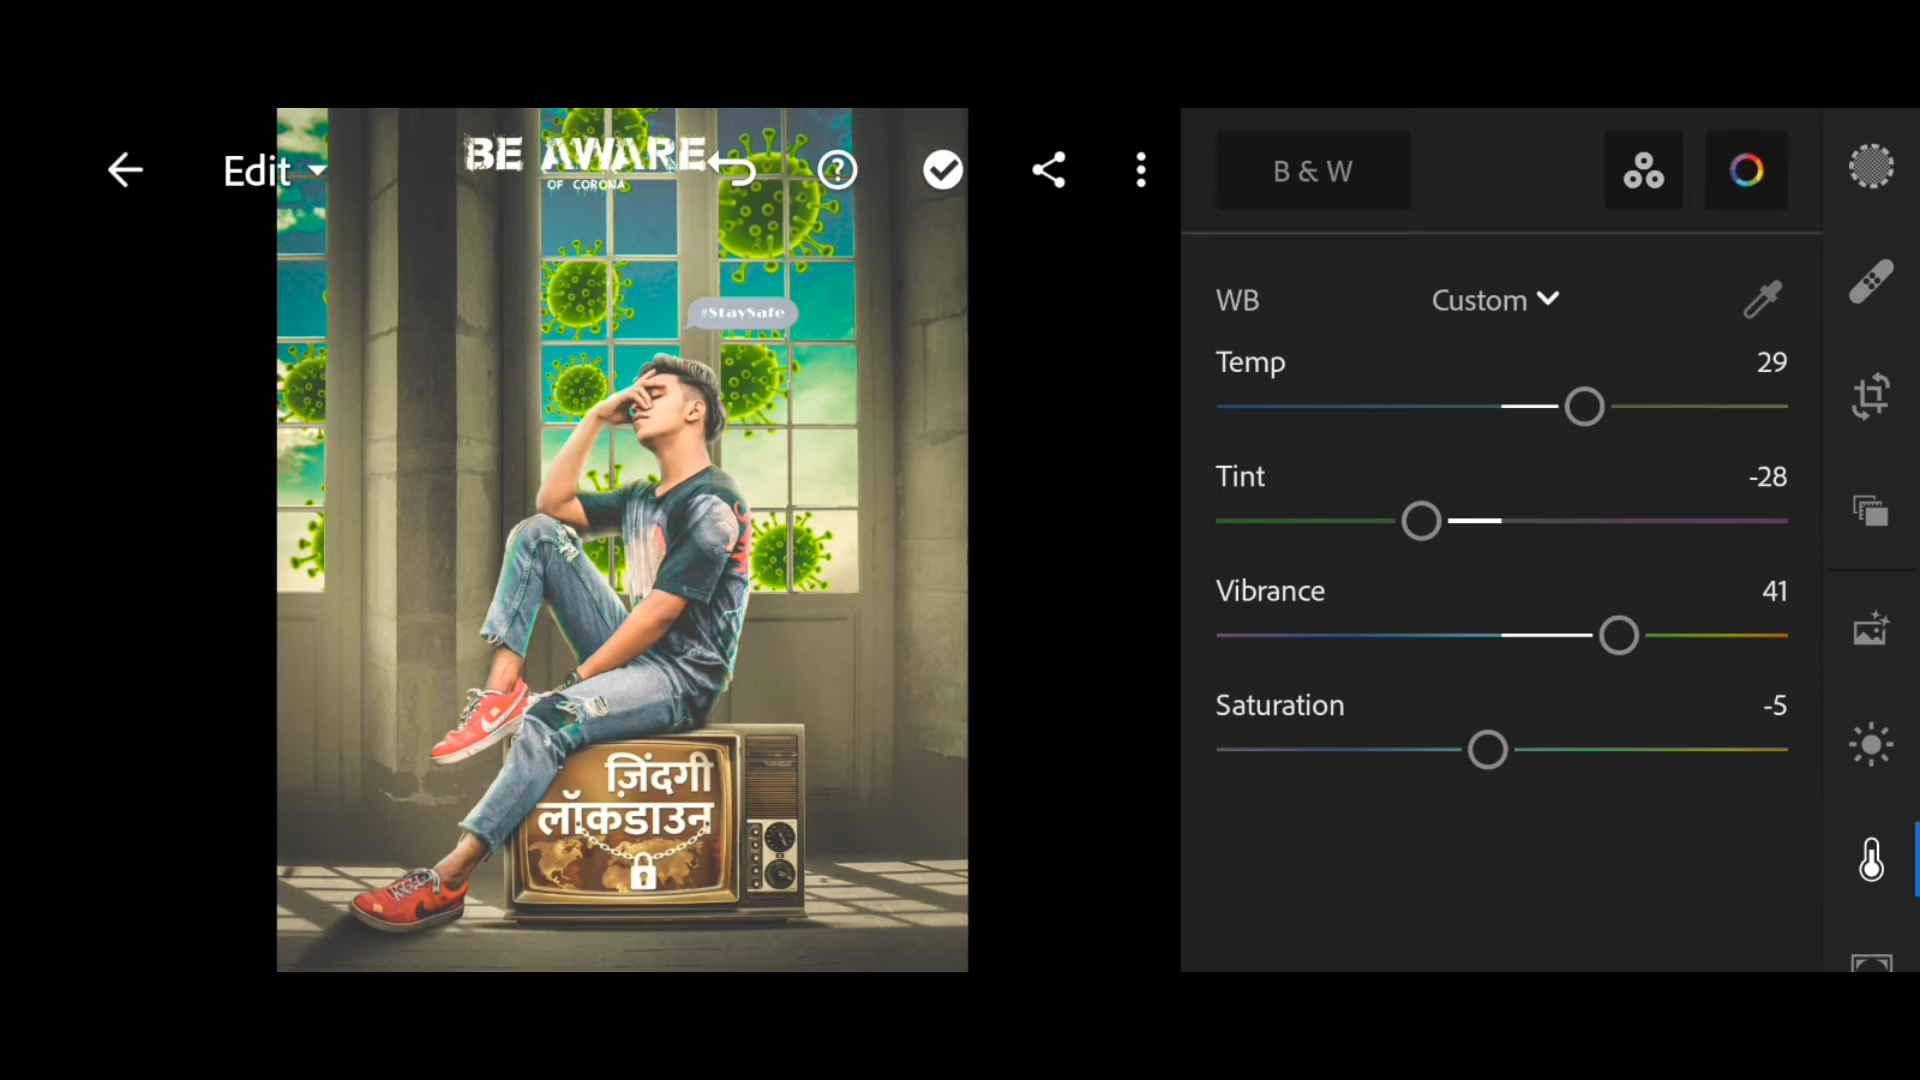 Edit
BE AWARE
OF CORONA
#StaySafe
ज़िंदगी
लॉकडाउन
B & W
WB Custom
Temp 29
Tint -28
Vibrance 41
Saturation -5